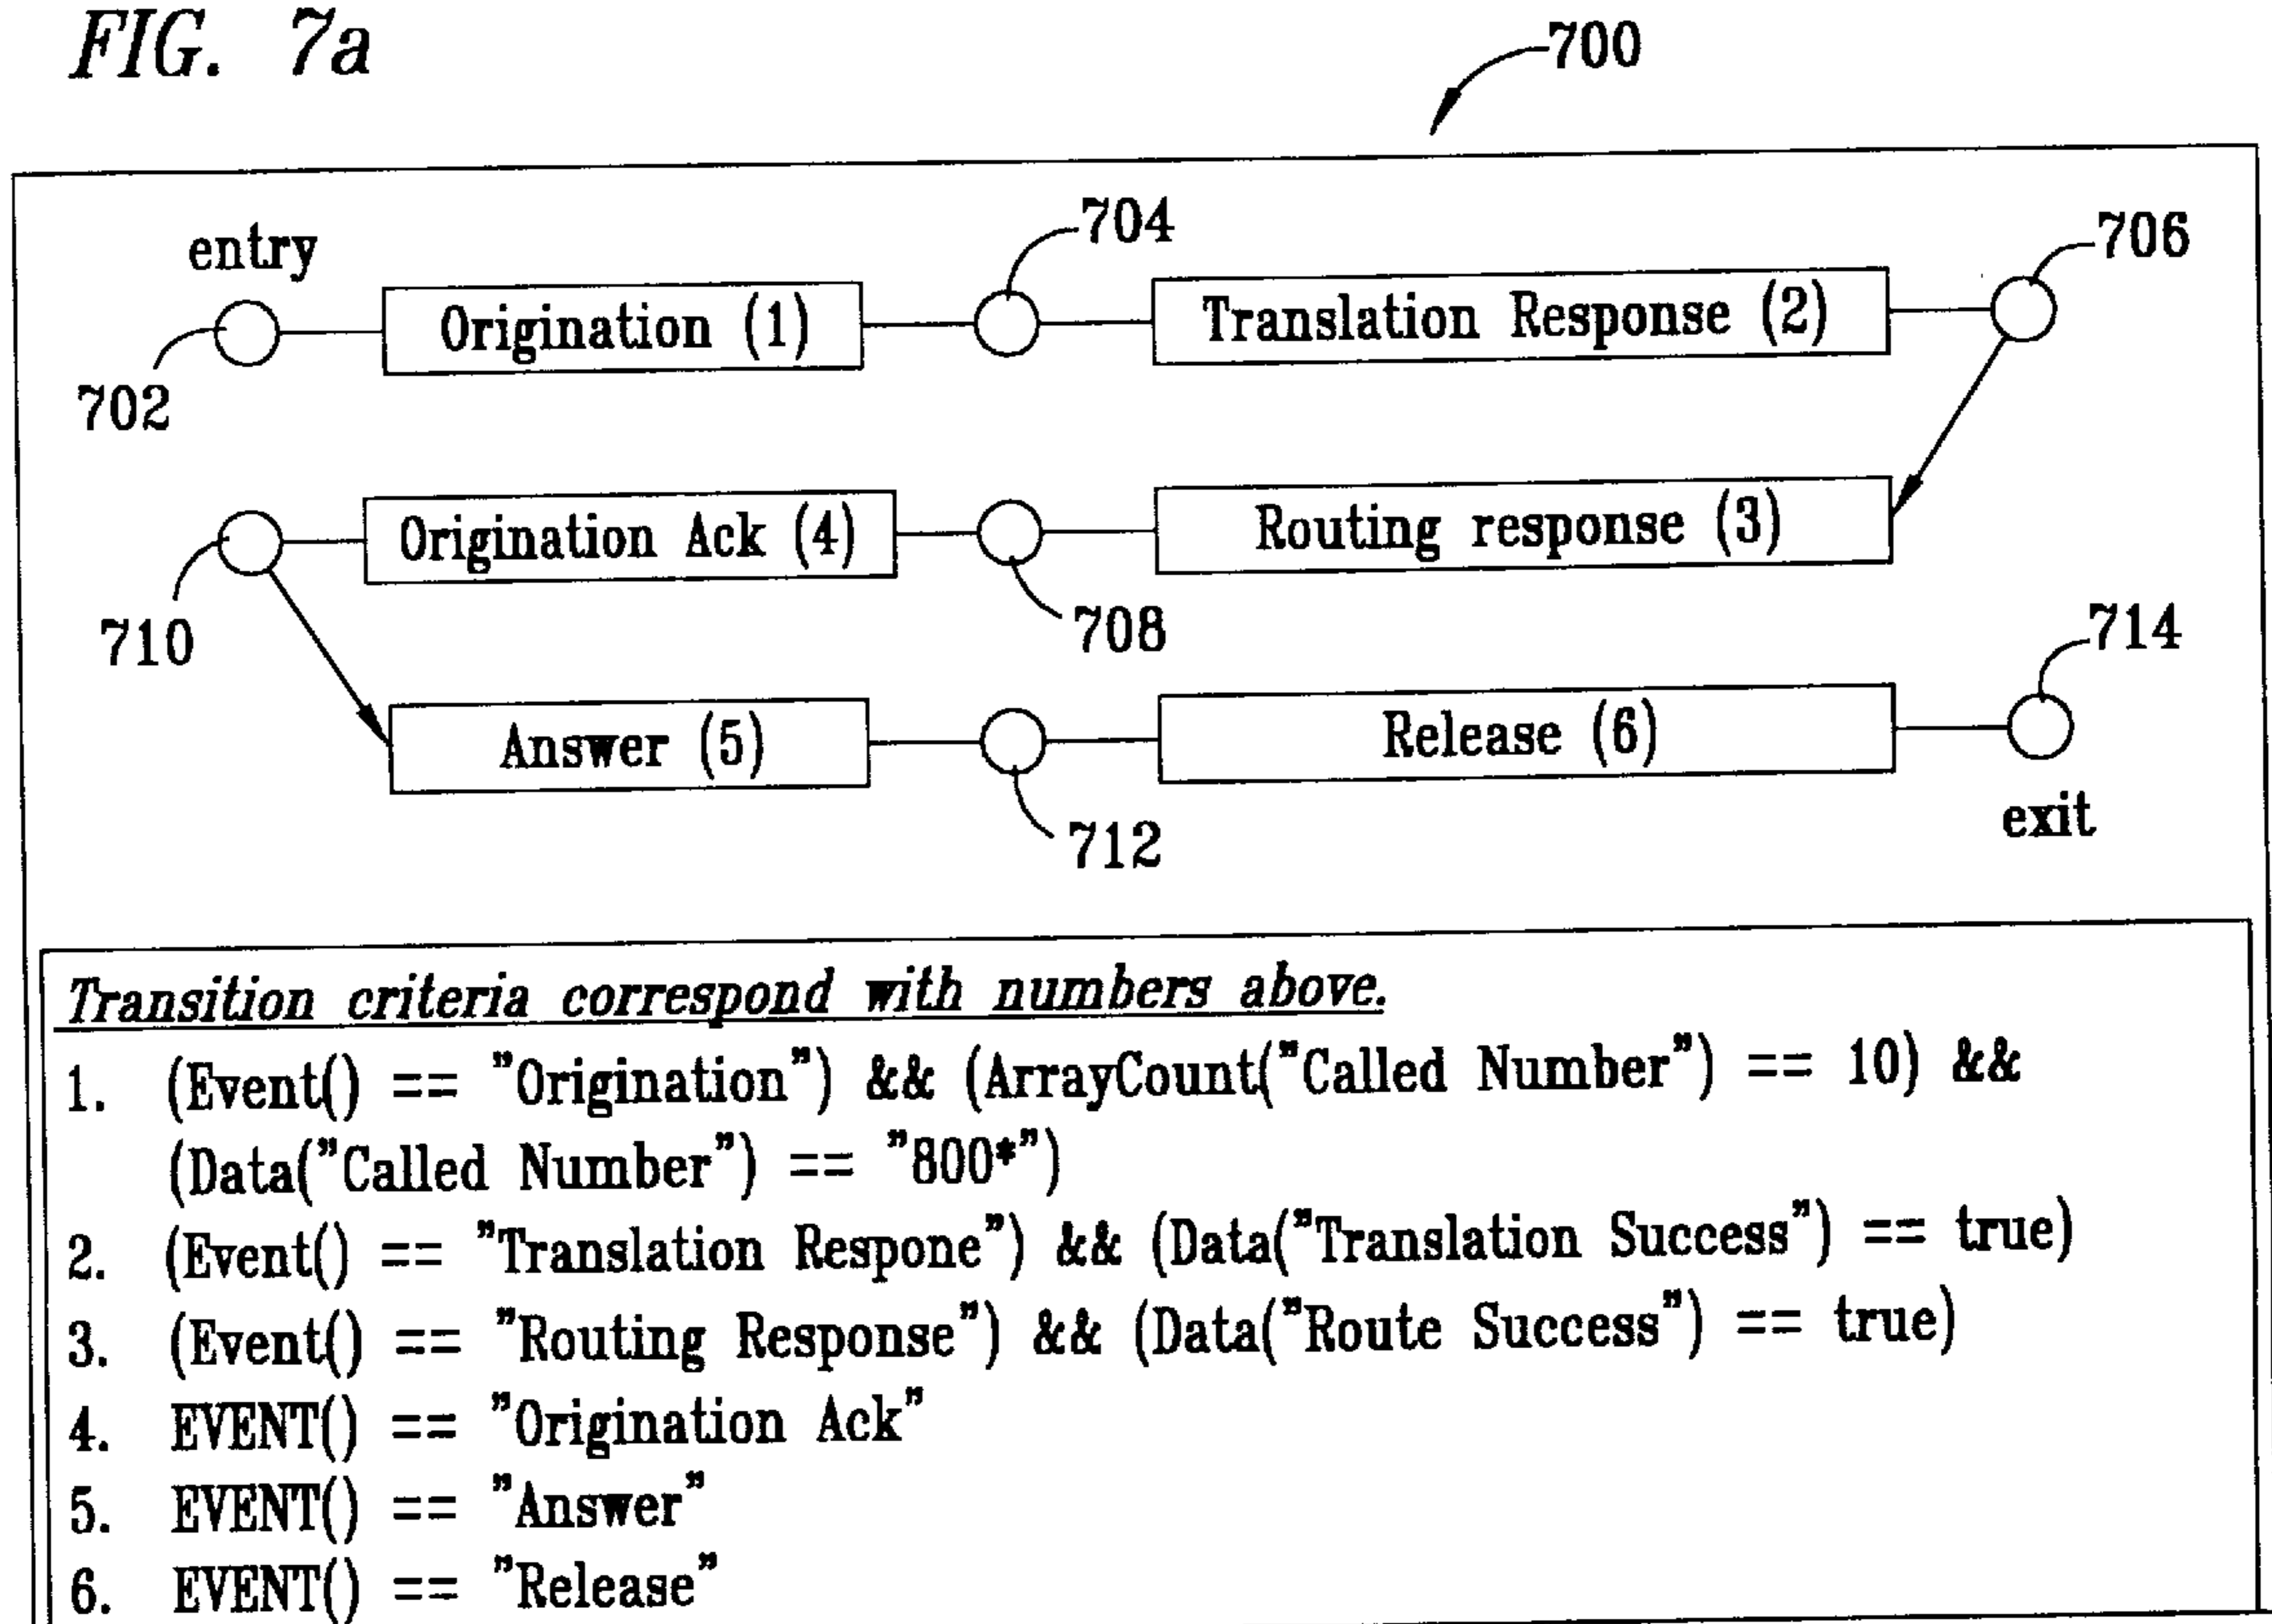 FIG. 7a
700
704
706
entry
Origination (1)
Translation Response (2)
702
Origination Ack (4)
Routing response (3)
710
708
714
Answer (5)
Release (6)
712
exit
Transition criteria correspond with numbers above.
1. (Event() == "Origination") && (ArrayCount("Called Number") == 10) &&
(Data("Called Number") == "800*")
2. (Event() == "Translation Respone") && (Data("Translation Success") == true)
3. (Event() == "Routing Response") && (Data("Route Success") == true)
4. EVENT() == "Origination Ack"
5. EVENT() == "Answer"
6. EVENT() == "Release"